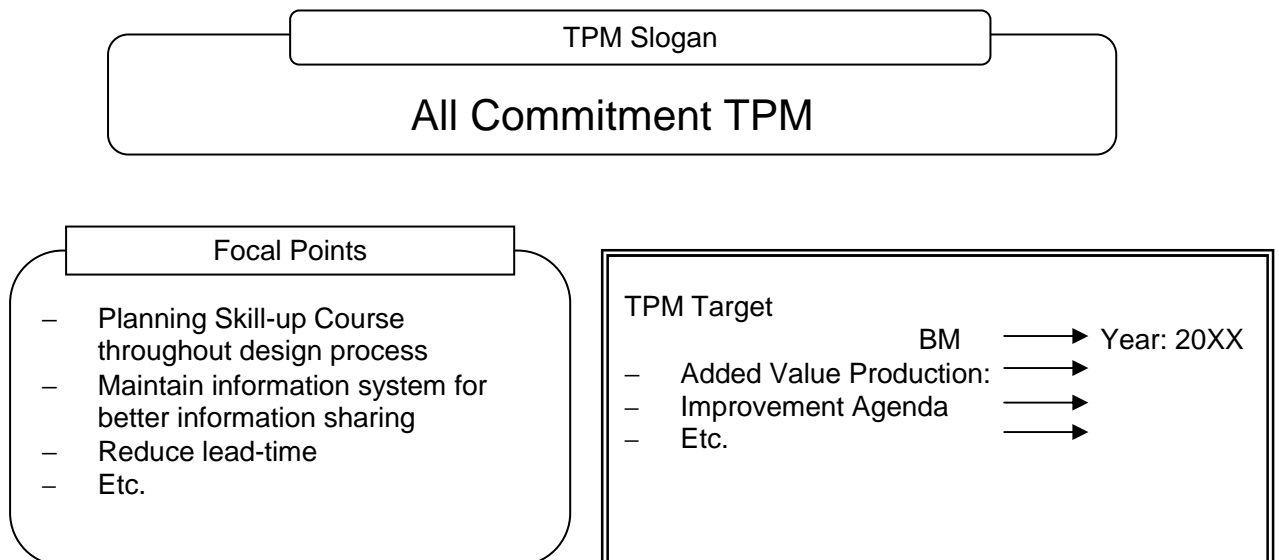 TPM Slogan
All Commitment TPM
Focal Points
– Planning Skill-up Course
throughout design process
– Maintain information system for
better information sharing
– Reduce lead-time
– Etc.
TPM Target
BM Year: 20XX
– Added Value Production:
– Improvement Agenda
– Etc.